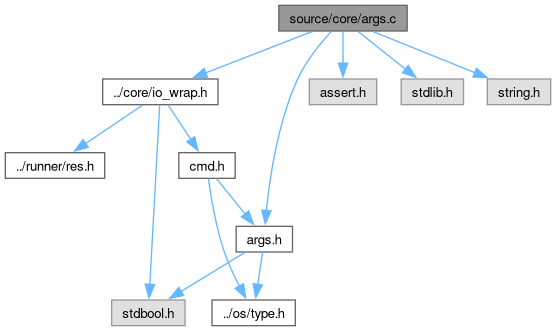 source/core/args.c
../core/io_wrap.h
assert.h
stdlib.h
string.h
../runner/res.h
cmd.h
args.h
stdbool.h
../os/type.h